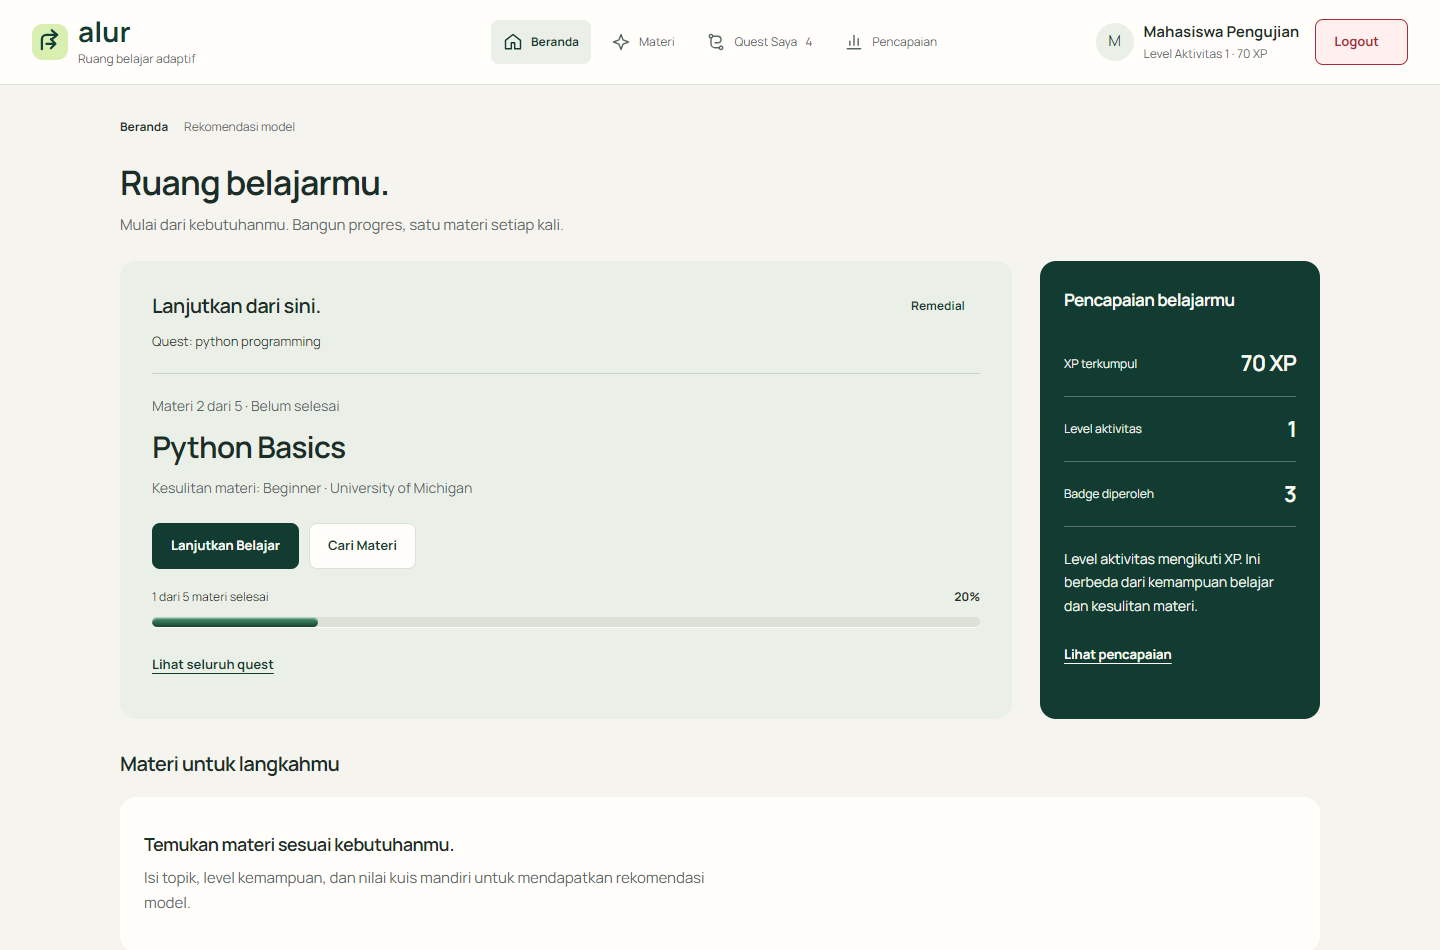 alur
Ruang belajar adaptif
Beranda
Materi
Quest Saya 4
Pencapaian
M
Mahasiswa Pengujian
Level Aktivitas 1 · 70 XP
Logout
Beranda Rekomendasi model
Ruang belajarmu.
Mulai dari kebutuhanmu. Bangun progres, satu materi setiap kali.
Lanjutkan dari sini.
Remedial
Quest: python programming
Materi 2 dari 5 · Belum selesai
Python Basics
Kesulitan materi: Beginner · University of Michigan
Lanjutkan Belajar
Cari Materi
1 dari 5 materi selesai
20%
Lihat seluruh quest
Pencapaian belajarmu
XP terkumpul
70 XP
Level aktivitas
1
Badge diperoleh
3
Level aktivitas mengikuti XP. Ini
berbeda dari kemampuan belajar
dan kesulitan materi.
Lihat pencapaian
Materi untuk langkahmu
Temukan materi sesuai kebutuhanmu.
Isi topik, level kemampuan, dan nilai kuis mandiri untuk mendapatkan rekomendasi
model.